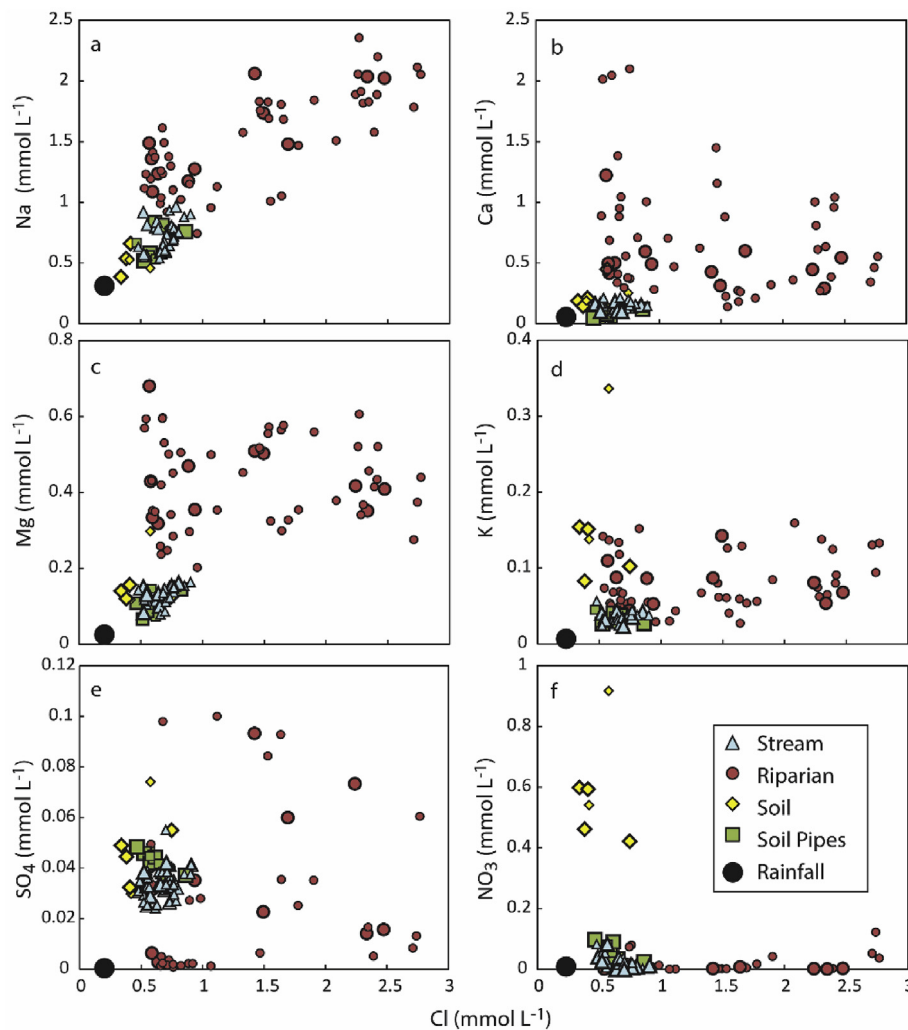 a
2.5
2
1.5
1
0.5
0
Na (mmol L-1)
b
2.5
2
1.5
1
0.5
0
Ca (mmol L-1)
c
0.8
0.6
0.4
0.2
0
Mg (mmol L-1)
d
0.4
0.3
0.2
0.1
0
K (mmol L-1)
e
0.12
0.1
0.08
0.06
0.04
0.02
0
SO4 (mmol L-1)
0 0.5 1 1.5 2 2.5 3
f
1
0.8
0.6
0.4
0.2
0
NO3 (mmol L-1)
0 0.5 1 1.5 2 2.5 3
Stream
Riparian
Soil
Soil Pipes
Rainfall
Cl (mmol L-1)